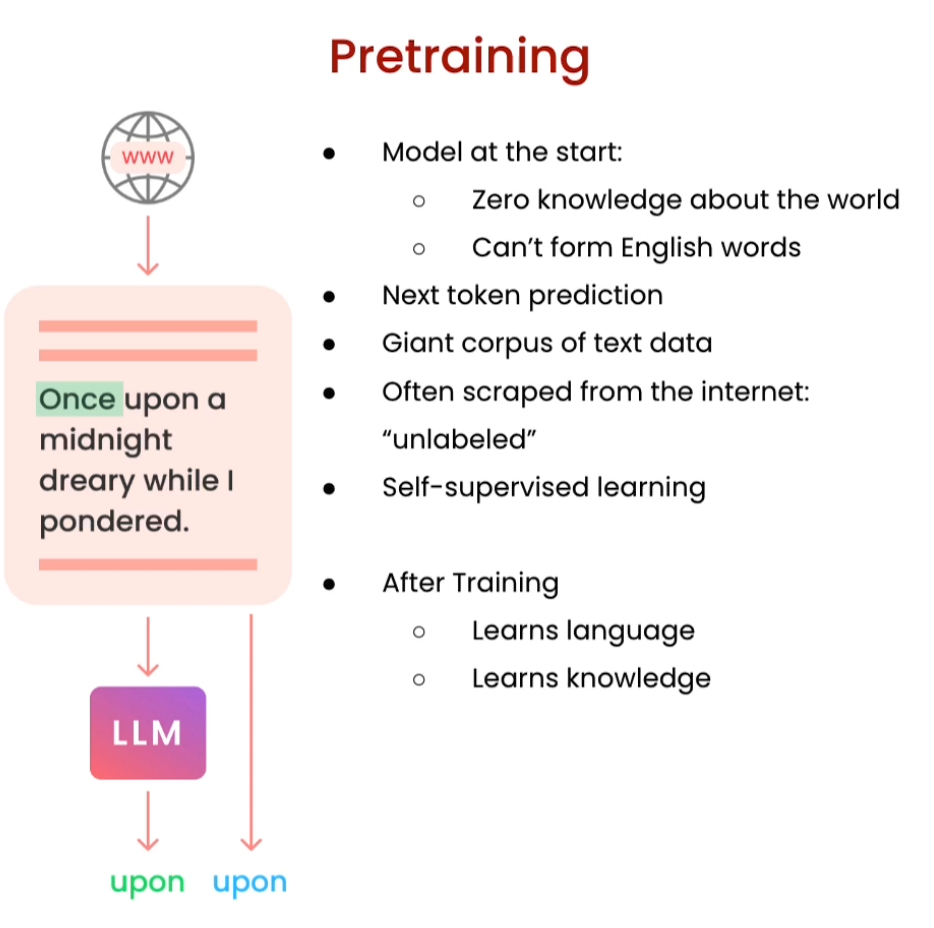 Pretraining
www
Once upon a
midnight
dreary while I
pondered.
LLM
upon upon
● Model at the start:
○ Zero knowledge about the world
○ Can’t form English words
● Next token prediction
● Giant corpus of text data
● Often scraped from the internet:
“unlabeled”
● Self-supervised learning
● After Training
○ Learns language
○ Learns knowledge